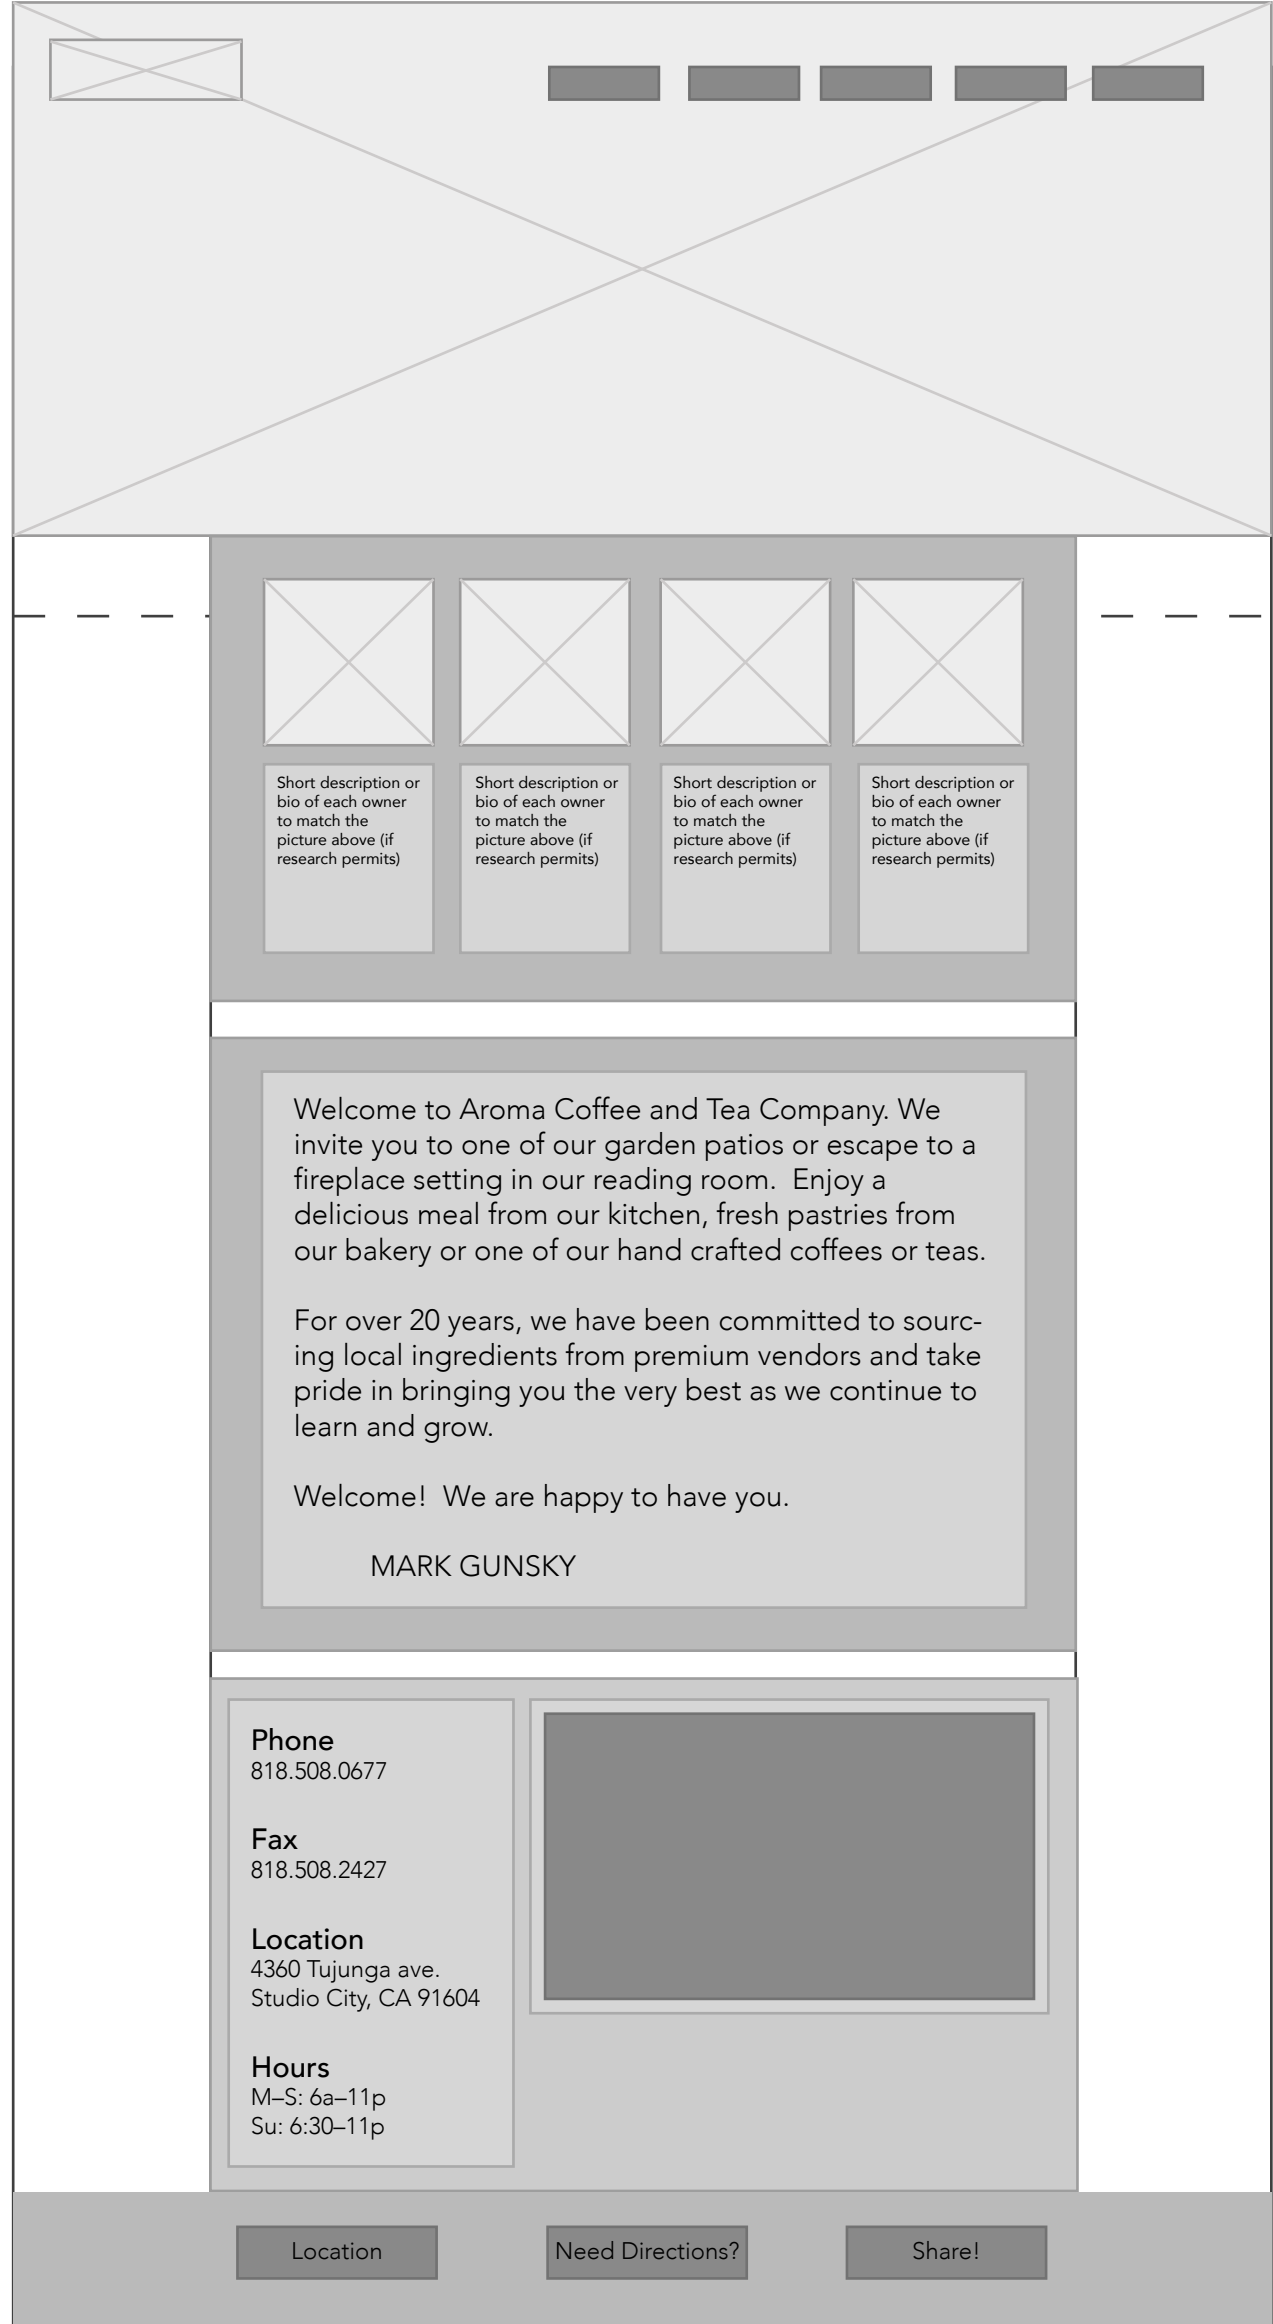 Short description or
bio of each owner
to match the
picture above (if
research permits)
Short description or
bio of each owner
to match the
picture above (if
research permits)
Short description or
bio of each owner
to match the
picture above (if
research permits)
Short description or
bio of each owner
to match the
picture above (if
research permits)
Welcome to Aroma Coffee and Tea Company. We
invite you to one of our garden patios or escape to a
fireplace setting in our reading room.  Enjoy a
delicious meal from our kitchen, fresh pastries from
our bakery or one of our hand crafted coffees or teas.
For over 20 years, we have been committed to sourc-
ing local ingredients from premium vendors and take
pride in bringing you the very best as we continue to
learn and grow.
Welcome!  We are happy to have you.
MARK GUNSKY
Phone
818.508.0677
Fax
818.508.2427
Location
4360 Tujunga ave.
Studio City, CA 91604
Hours
M–S: 6a–11p
Su: 6:30–11p
Location
Need Directions?
Share!